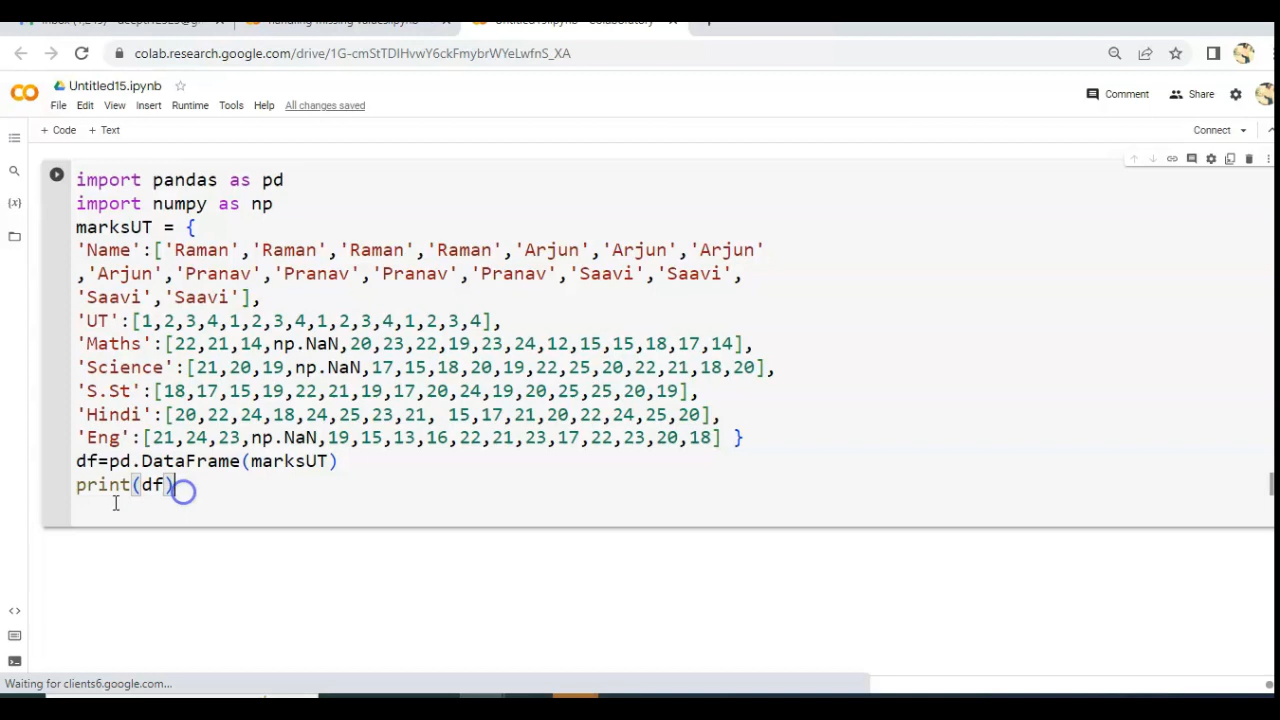 colab.research.google.com/drive/1G-cmStTDIHvwY6ckFmybrWYeLwfnS_XA
Untitled15.ipynb
File Edit View Insert Runtime Tools Help All changes saved
Comment Share
+ Code + Text
Connect
import pandas as pd
import numpy as np
marksUT = {
'Name':['Raman','Raman','Raman','Raman','Arjun','Arjun','Arjun'
,'Arjun','Pranav','Pranav','Pranav','Pranav','Saavi','Saavi',
'Saavi','Saavi'],
'UT':[1,2,3,4,1,2,3,4,1,2,3,4,1,2,3,4],
'Maths':[22,21,14,np.NaN,20,23,22,19,23,24,12,15,15,18,17,14],
'Science':[21,20,19,np.NaN,17,15,18,20,19,22,25,20,22,21,18,20],
'S.St':[18,17,15,19,22,21,19,17,20,24,19,20,25,25,20,19],
'Hindi':[20,22,24,18,24,25,23,21, 15,17,21,20,22,24,25,20],
'Eng':[21,24,23,np.NaN,19,15,13,16,22,21,23,17,22,23,20,18] }
df=pd.DataFrame(marksUT)
print(df)
Waiting for clients6.google.com...